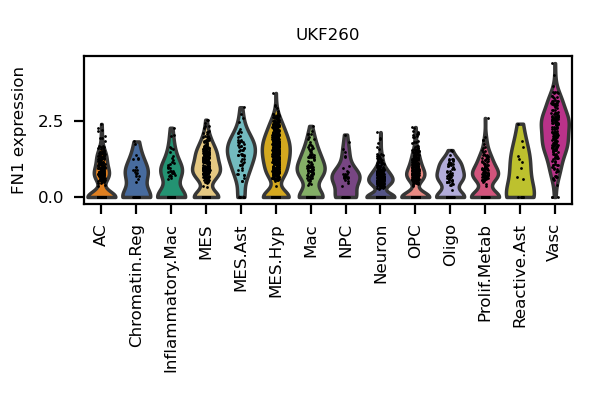 UKF260
FN1 expression
2.5
0.0
AC
Chromatin.Reg
Inflammatory.Mac
MES
MES.Ast
MES.Hyp
Mac
NPC
Neuron
OPC
Oligo
Prolif.Metab
Reactive.Ast
Vasc